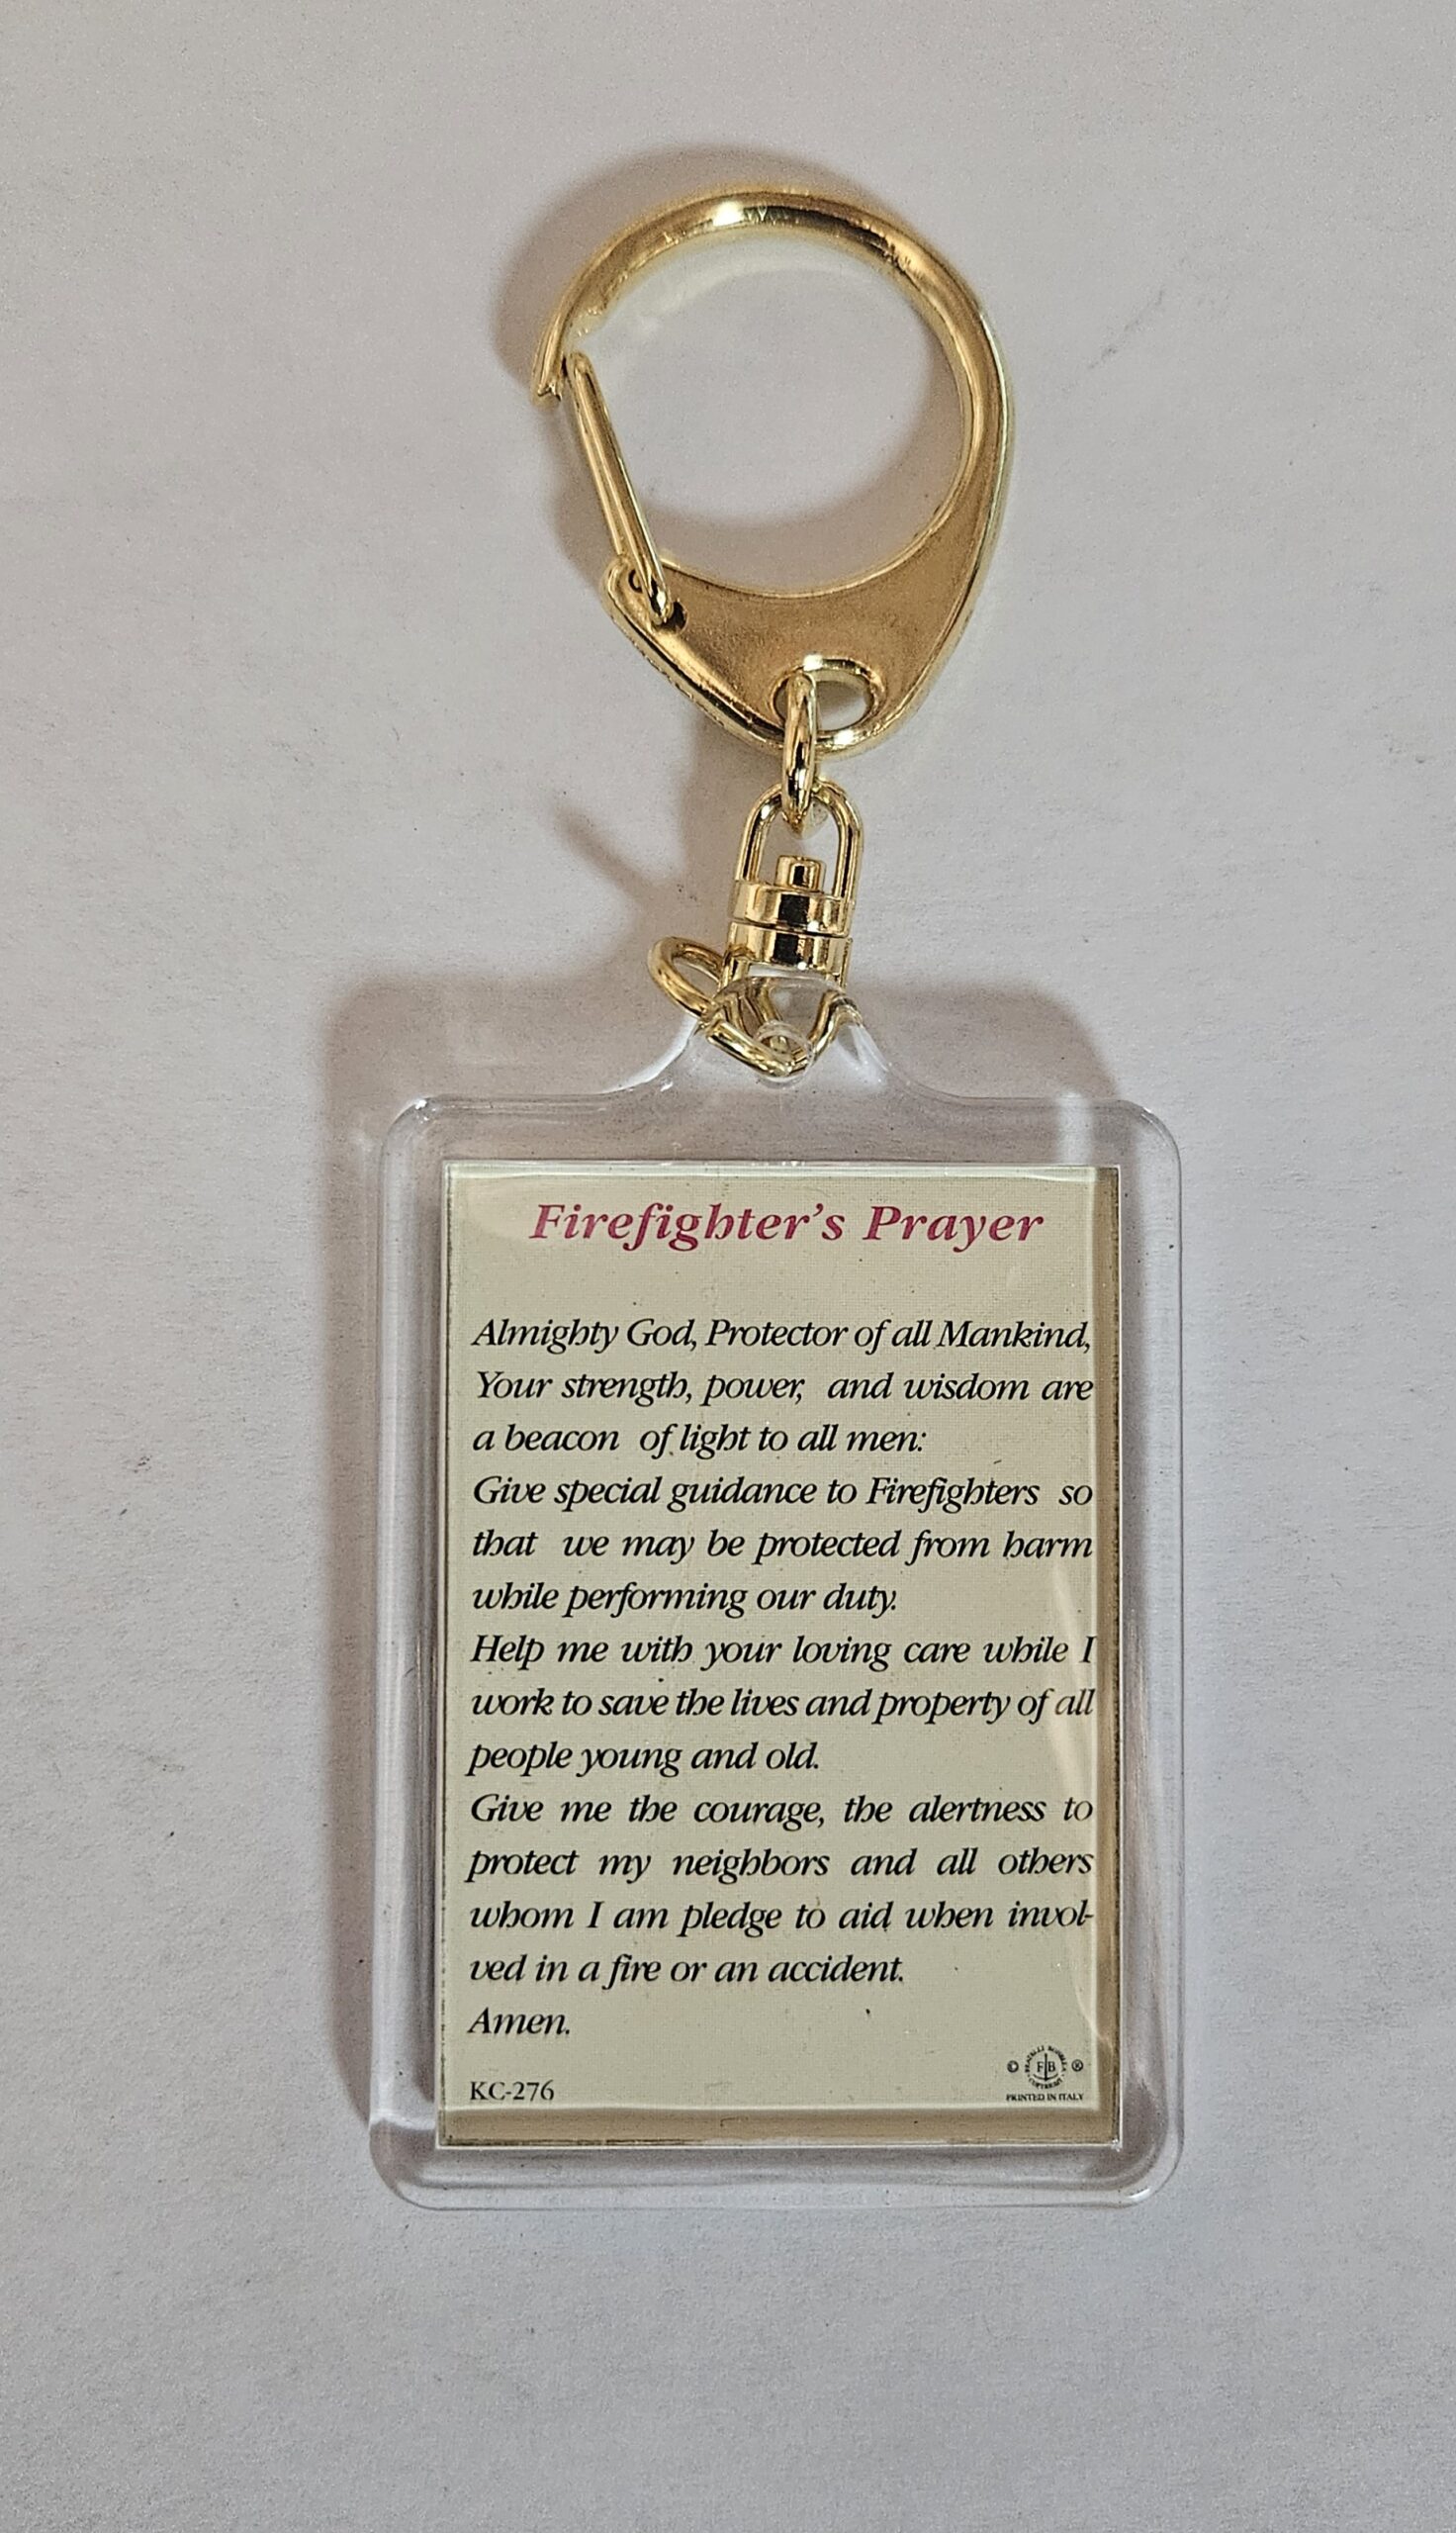 Firefighter's Prayer
Almighty God, Protector of all Mankind,
Your strength, power, and wisdom are
a beacon of light to all men:
Give special guidance to Firefighters so
that we may be protected from harm
while performing our duty.
Help me with your loving care while I
work to save the lives and property of all
people young and old.
Give me the courage, the alertness to
protect my neighbors and all others
whom I am pledge to aid when invol-
ved in a fire or an accident.
Amen.
KC-276
© FB ®
PRINTED IN ITALY